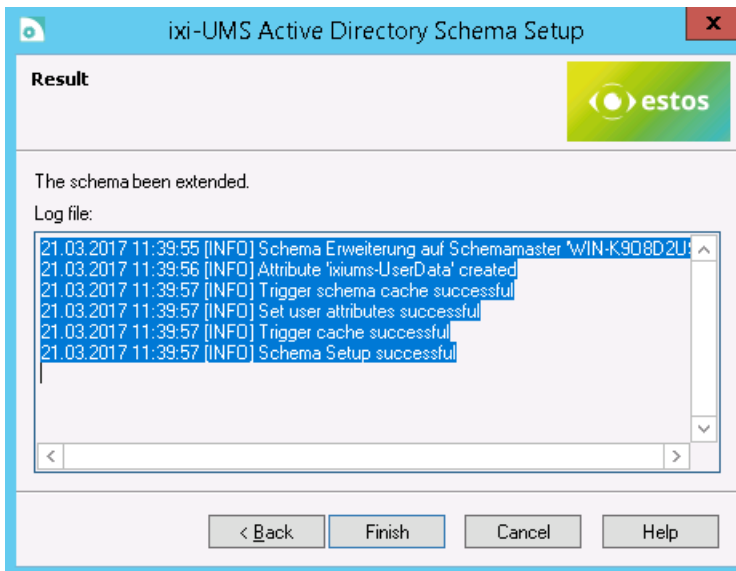 ixi-UMS Active Directory Schema Setup
x
Result
estos
The schema been extended.
Log file:
21.03.2017 11:39:55 [INFO] Schema Erweiterung auf Schemamaster
21.03.2017 11:39:56 [INFO] Attribute 'ixiums-UserData' created
21.03.2017 11:39:57 [INFO] Trigger schema cache successful
21.03.2017 11:39:57 [INFO] Set user attributes successful
21.03.2017 11:39:57 [INFO] Trigger cache successful
21.03.2017 11:39:57 [INFO] Schema Setup successful
< Back Finish Cancel Help